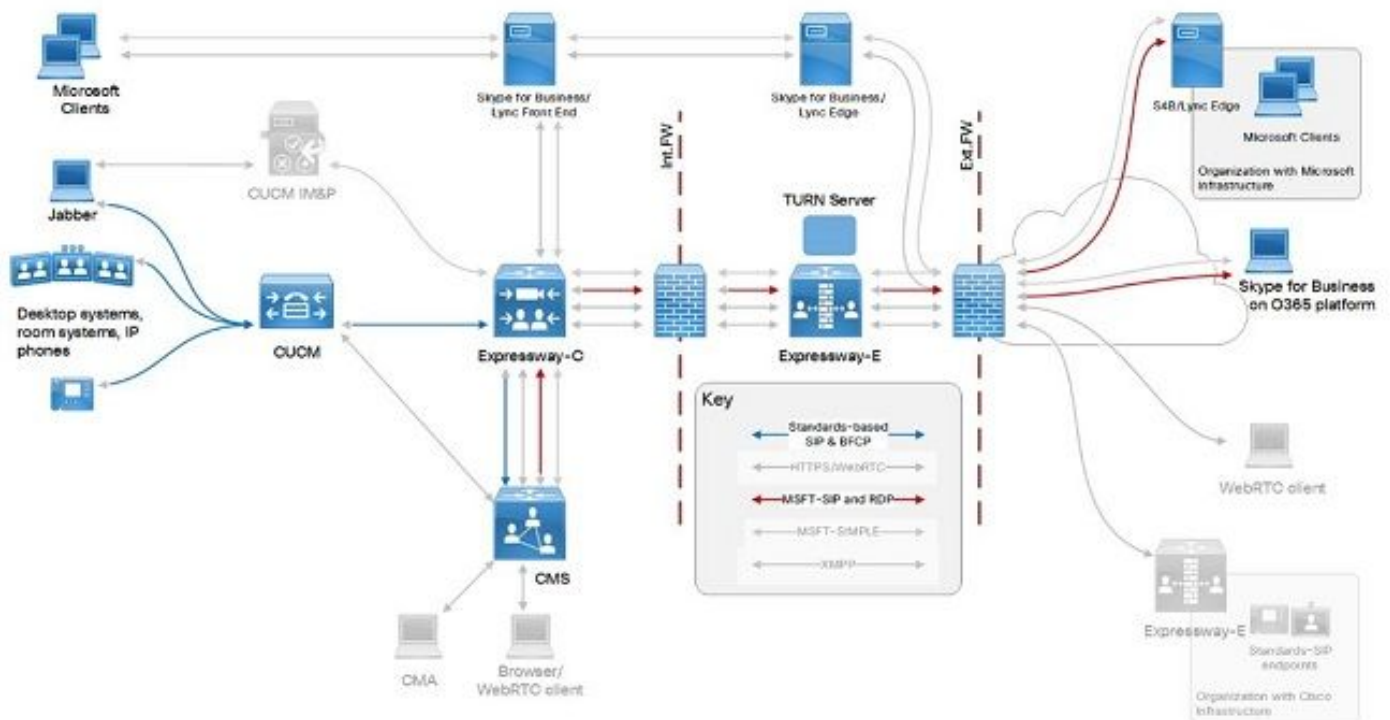 Microsoft
Clients
Skype for Business/
Lync Front End
Skype for Business/
Lync Edge
S4B/Lync Edge
Microsoft Clients
Organization with Microsoft
Infrastructure
Int.FW
Ext.FW
CUCM IM&P
Jabber
TURN Server
Desktop systems,
room systems, IP
phones
CUCM
Expressway-C
Expressway-E
Skype for Business
on O365 platform
Key
Standards-based
SIP & BFCP
HTTPS/WebRTC
MSFT-SIP and RDP
MSFT-SIMPLE
XMPP
WebRTC client
CMS
CMA
Browser/
WebRTC client
Expressway-E
Standards-SIP
endpoints
Organization with Cisco
Infrastructure